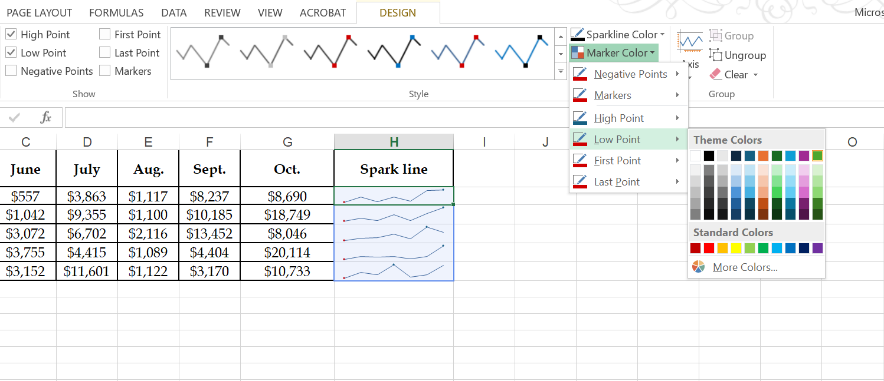 PAGE LAYOUT FORMULAS DATA REVIEW VIEW ACROBAT DESIGN Micros
High Point First Point
Low Point Last Point
Negative Points Markers
Show
Style
Sparkline Color
Marker Color
xis
Group
Ungroup
Clear
Group
Negative Points
Markers
High Point
Low Point
First Point
Last Point
Theme Colors
Standard Colors
More Colors...
fx
C D E F G H I J O
June July Aug. Sept. Oct. Spark line
$557 $3,863 $1,117 $8,237 $8,690
$1,042 $9,355 $1,100 $10,185 $18,749
$3,072 $6,702 $2,116 $13,452 $8,046
$3,755 $4,415 $1,089 $4,404 $20,114
$3,152 $11,601 $1,122 $3,170 $10,733